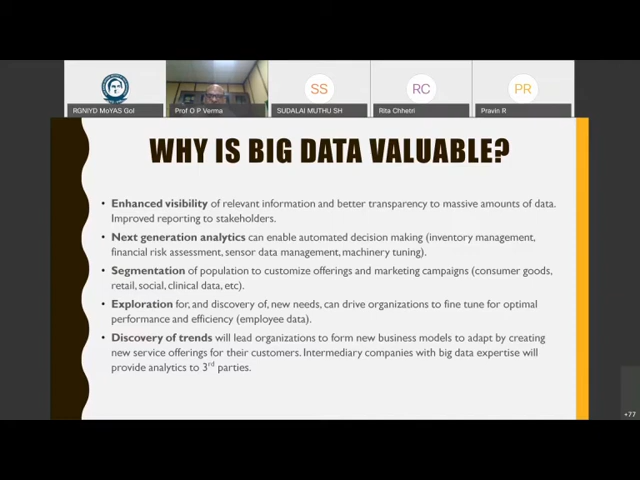 SS
RC
PR
RGNIYD MoYAS GoI
Prof O P Verma
SUDALAI MUTHU SH
Rita Chhetri
Pravin R
WHY IS BIG DATA VALUABLE?
• Enhanced visibility of relevant information and better transparency to massive amounts of data.
Improved reporting to stakeholders.
• Next generation analytics can enable automated decision making (inventory management,
financial risk assessment, sensor data management, machinery tuning).
• Segmentation of population to customize offerings and marketing campaigns (consumer goods,
retail, social, clinical data, etc).
• Exploration for, and discovery of, new needs, can drive organizations to fine tune for optimal
performance and efficiency (employee data).
• Discovery of trends will lead organizations to form new business models to adapt by creating
new service offerings for their customers. Intermediary companies with big data expertise will
provide analytics to 3rd parties.
+77